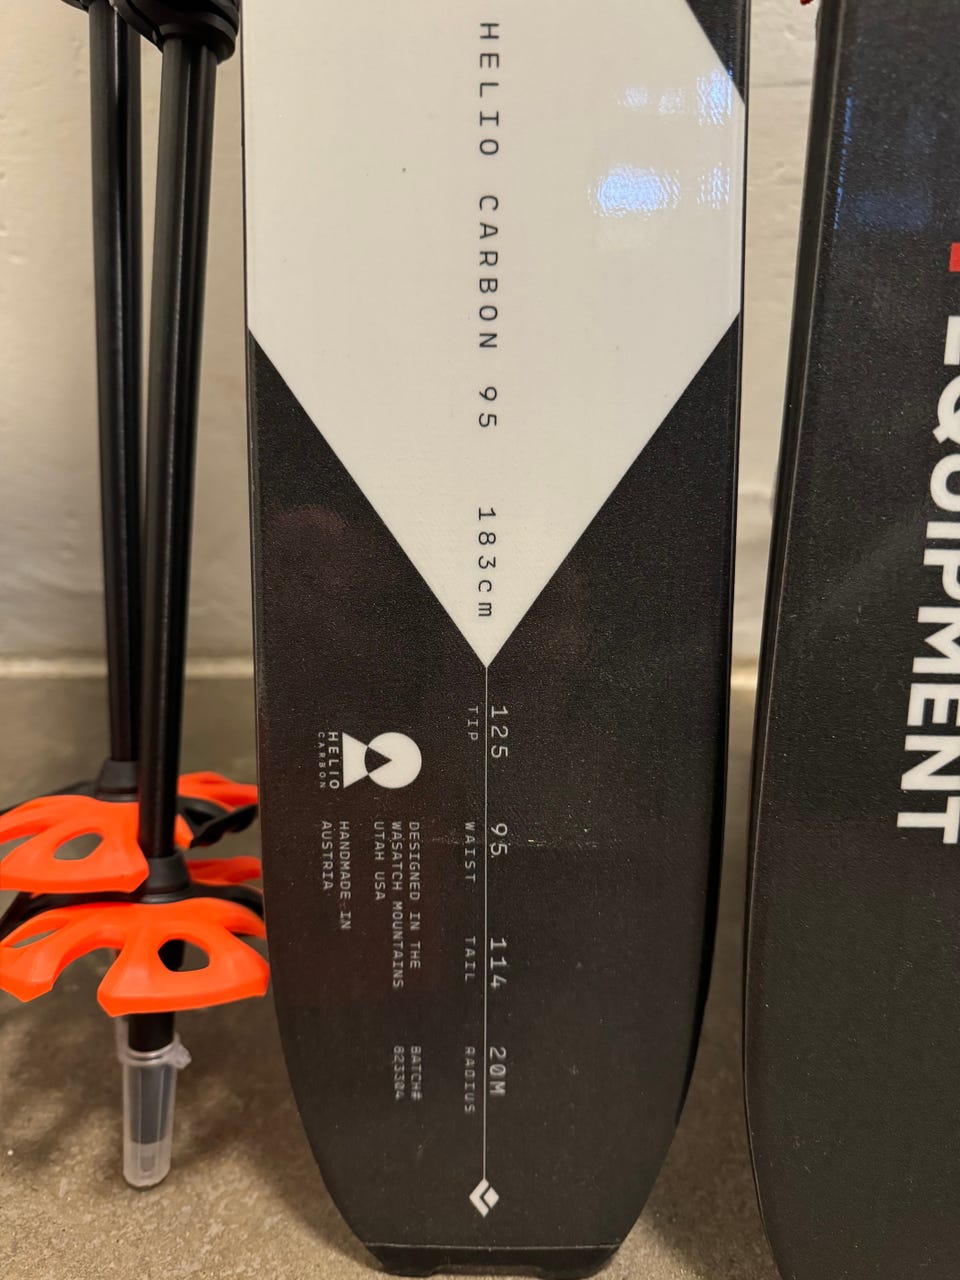 HELIO CARBON 95 183cm
125 95 114 20M
TIP WAIST TAIL RADIUS
HELIO
CARBON
DESIGNED IN THE
WASATCH MOUNTAINS
UTAH USA
HANDMADE IN
AUSTRIA
BATCH#
823304
EQUIPMENT